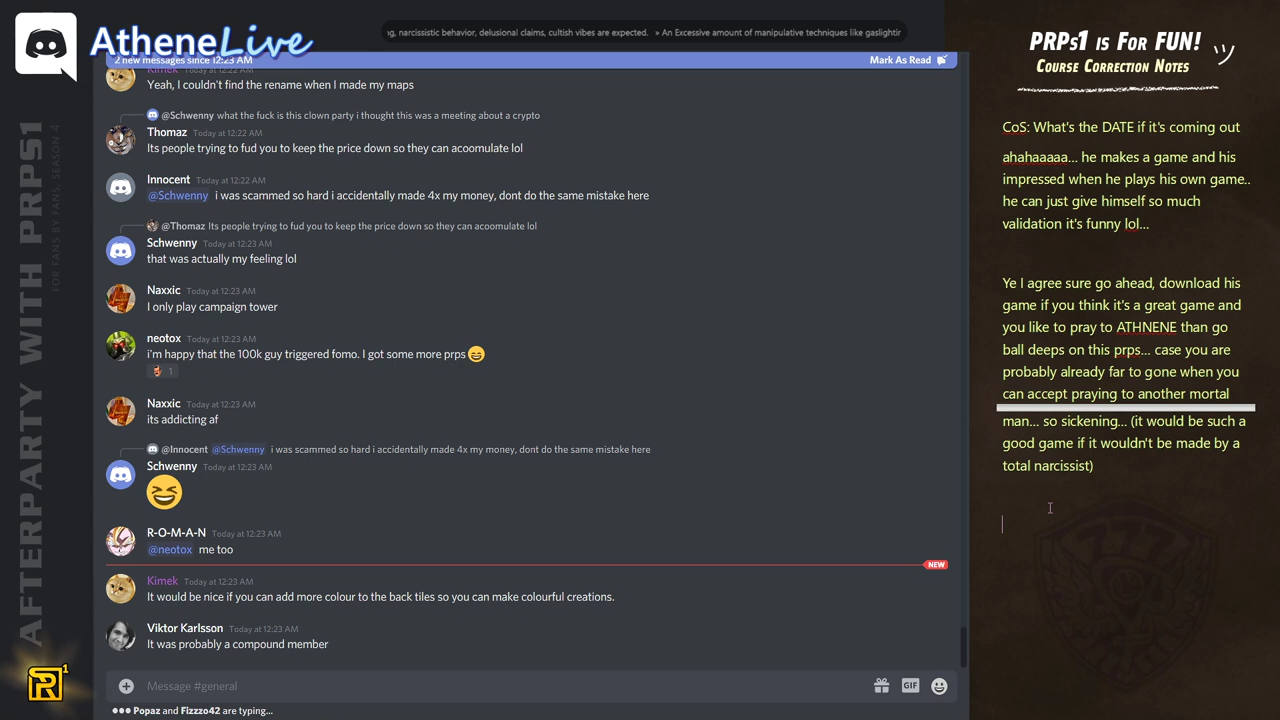 AtheneLive
ıg, narcissistic behavior, delusional claims, cultish vibes are expected. » An Excessive amount of manipulative techniques like gaslightir
2 new messages since 12:23 AM
Mark As Read
Kimek Today at 12:22 AM
Yeah, I couldn't find the rename when I made my maps
@Schwenny what the fuck is this clown party i thought this was a meeting about a crypto
Thomaz Today at 12:22 AM
Its people trying to fud you to keep the price down so they can acoomulate lol
Innocent Today at 12:22 AM
@Schwenny i was scammed so hard i accidentally made 4x my money, dont do the same mistake here
@Thomaz Its people trying to fud you to keep the price down so they can acoomulate lol
Schwenny Today at 12:23 AM
that was actually my feeling lol
Naxxic Today at 12:23 AM
I only play campaign tower
neotox Today at 12:23 AM
i'm happy that the 100k guy triggered fomo. I got some more prps
1
Naxxic Today at 12:23 AM
its addicting af
@Innocent @Schwenny i was scammed so hard i accidentally made 4x my money, dont do the same mistake here
Schwenny Today at 12:23 AM
R-O-M-A-N Today at 12:23 AM
@neotox me too
NEW
Kimek Today at 12:23 AM
It would be nice if you can add more colour to the back tiles so you can make colourful creations.
Viktor Karlsson Today at 12:23 AM
It was probably a compound member
Message #general
GIF
Popaz and Fizzzo42 are typing...
AFTERPARTY WITH PRPS1
FOR FANS BY FANS, SEASON 4
R1
PRPs1 is For FUN! ツ
Course Correction Notes
CoS: What's the DATE if it's coming out
ahahaaaaa... he makes a game and his
impressed when he plays his own game..
he can just give himself so much
validation it's funny lol...
Ye I agree sure go ahead, download his
game if you think it's a great game and
you like to pray to ATHNENE than go
ball deeps on this prps... case you are
probably already far to gone when you
can accept praying to another mortal
man... so sickening... (it would be such a
good game if it wouldn't be made by a
total narcissist)